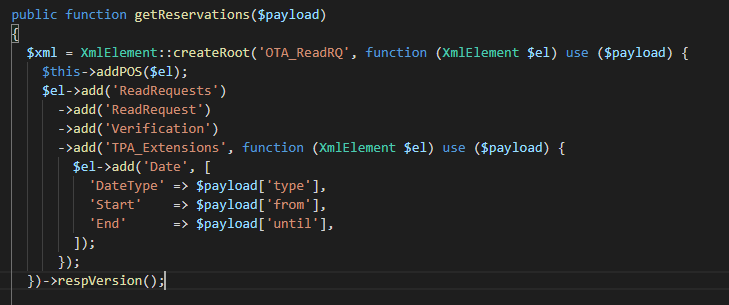 public function getReservations($payload)
{
  $xml = XmlElement::createRoot('OTA_ReadRQ', function (XmlElement $el) use ($payload) {
    $this->addPOS($el);
    $el->add('ReadRequests')
      ->add('ReadRequest')
      ->add('Verification')
      ->add('TPA_Extensions', function (XmlElement $el) use ($payload) {
        $el->add('Date', [
          'DateType' => $payload['type'],
          'Start'    => $payload['from'],
          'End'      => $payload['until'],
        ]);
      });
  })->respVersion();